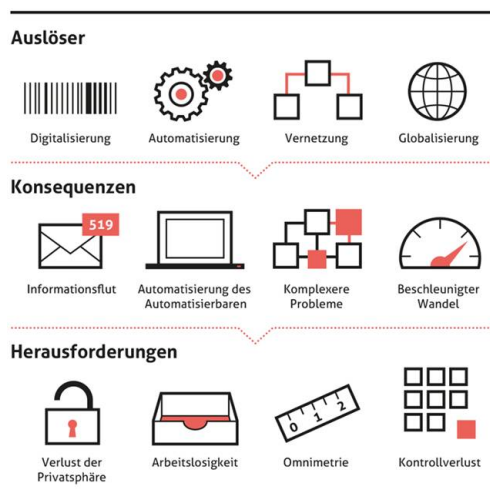 Auslöser
Digitalisierung
Automatisierung
Vernetzung
Globalisierung
Konsequenzen
519
Informationsflut
Automatisierung des
Automatisierbaren
Komplexere
Probleme
Beschleunigter
Wandel
Herausforderungen
0 1 2
Verlust der
Privatsphäre
Arbeitslosigkeit
Omnimetrie
Kontrollverlust